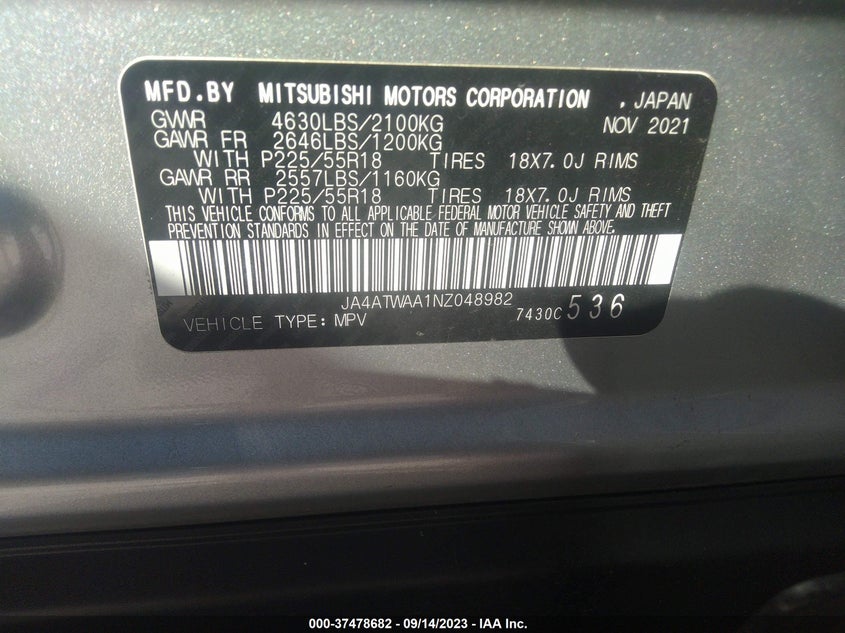 MFD.BY MITSUBISHI MOTORS CORPORATION . JAPAN
GVWR 4630LBS/2100KG NOV 2021
GAWR FR 2646LBS/1200KG
WITH P225/55R18 TIRES 18X7.0J RIMS
GAWR RR 2557LBS/1160KG
WITH P225/55R18 TIRES 18X7.0J RIMS
THIS VEHICLE CONFORMS TO ALL APPLICABLE FEDERAL MOTOR VEHICLE SAFETY AND THEFT
PREVENTION STANDARDS IN EFFECT ON THE DATE OF MANUFACTURE SHOWN ABOVE.
JA4ATWAA1NZ048982
VEHICLE TYPE: MPV 7430C 536
000-37478682 - 09/14/2023 - IAA Inc.